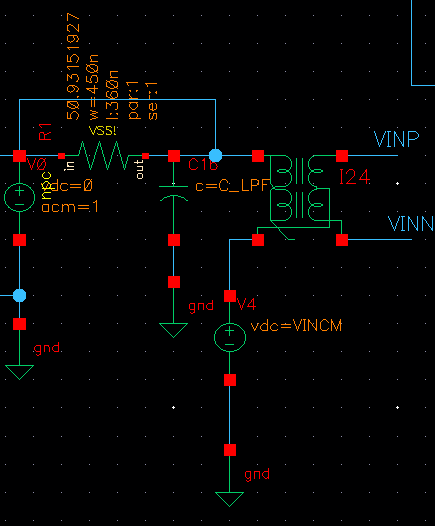 50.93151927
w=450n
l:360n
par:1
ser:1
R1
VSS!
in
out
VINP
V0
npc
vdc=0
acm=1
C16
c=C_LPF
I24
VINN
gnd
V4
vdc=VINCM
gnd
gnd